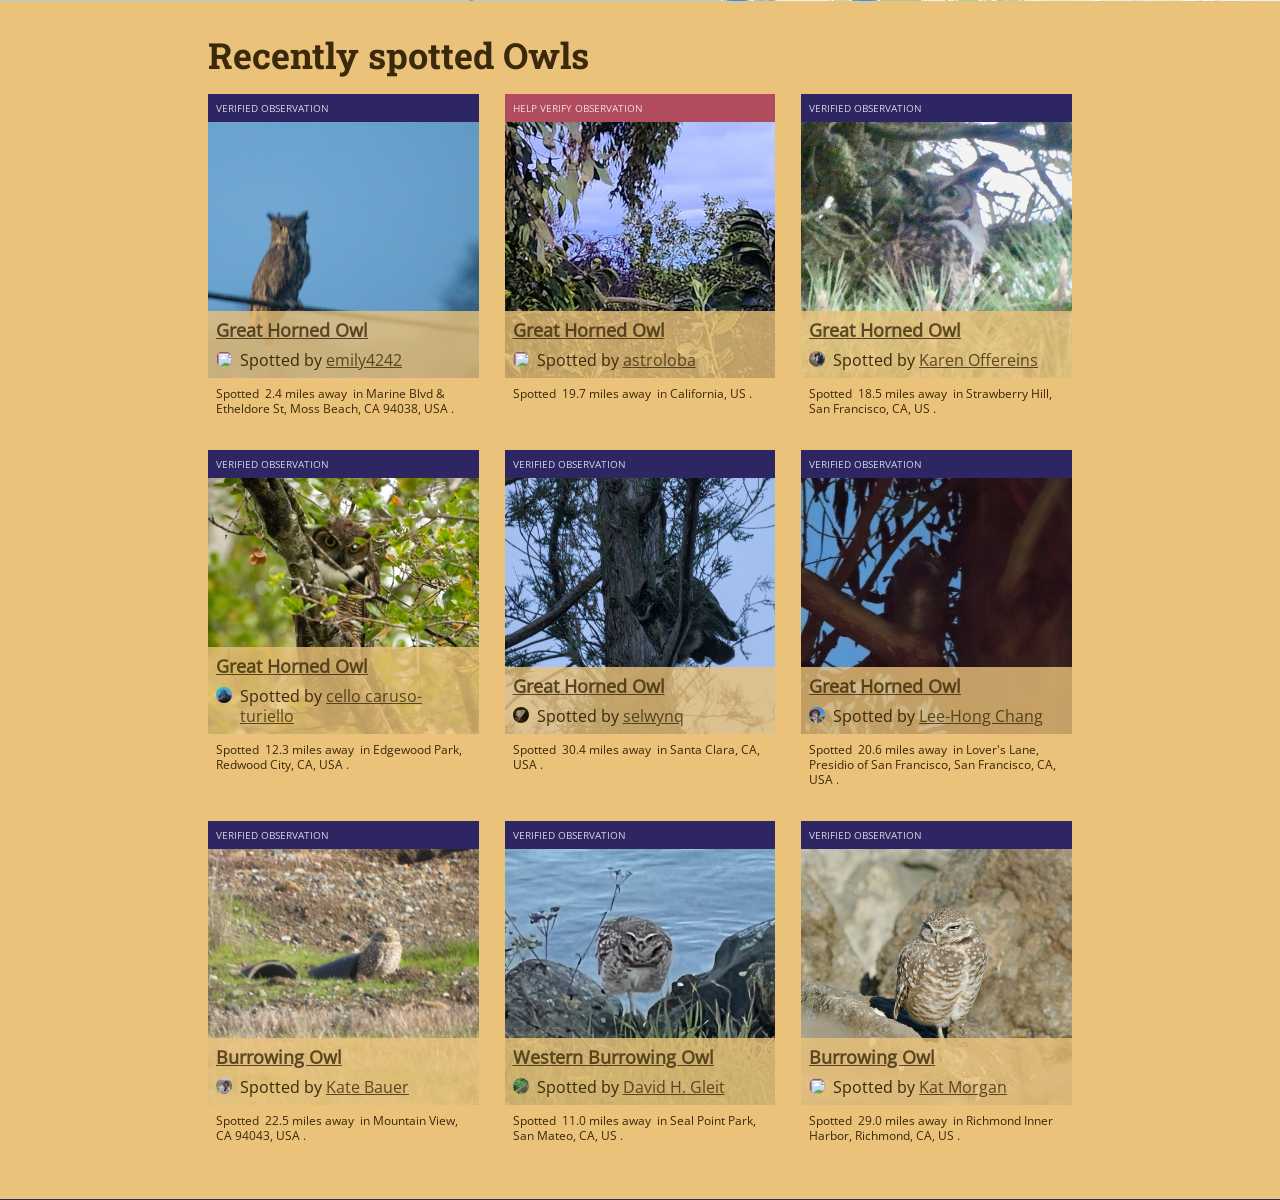 Recently spotted Owls
VERIFIED OBSERVATION
Great Horned Owl
Spotted by emily4242
Spotted 2.4 miles away in Marine Blvd &
Etheldore St, Moss Beach, CA 94038, USA .
HELP VERIFY OBSERVATION
Great Horned Owl
Spotted by astroloba
Spotted 19.7 miles away in California, US .
VERIFIED OBSERVATION
Great Horned Owl
Spotted by Karen Offereins
Spotted 18.5 miles away in Strawberry Hill,
San Francisco, CA, US .
VERIFIED OBSERVATION
Great Horned Owl
Spotted by cello caruso-
turiello
Spotted 12.3 miles away in Edgewood Park,
Redwood City, CA, USA .
VERIFIED OBSERVATION
Great Horned Owl
Spotted by selwynq
Spotted 30.4 miles away in Santa Clara, CA,
USA .
VERIFIED OBSERVATION
Great Horned Owl
Spotted by Lee-Hong Chang
Spotted 20.6 miles away in Lover's Lane,
Presidio of San Francisco, San Francisco, CA,
USA .
VERIFIED OBSERVATION
Burrowing Owl
Spotted by Kate Bauer
Spotted 22.5 miles away in Mountain View,
CA 94043, USA .
VERIFIED OBSERVATION
Western Burrowing Owl
Spotted by David H. Gleit
Spotted 11.0 miles away in Seal Point Park,
San Mateo, CA, US .
VERIFIED OBSERVATION
Burrowing Owl
Spotted by Kat Morgan
Spotted 29.0 miles away in Richmond Inner
Harbor, Richmond, CA, US .